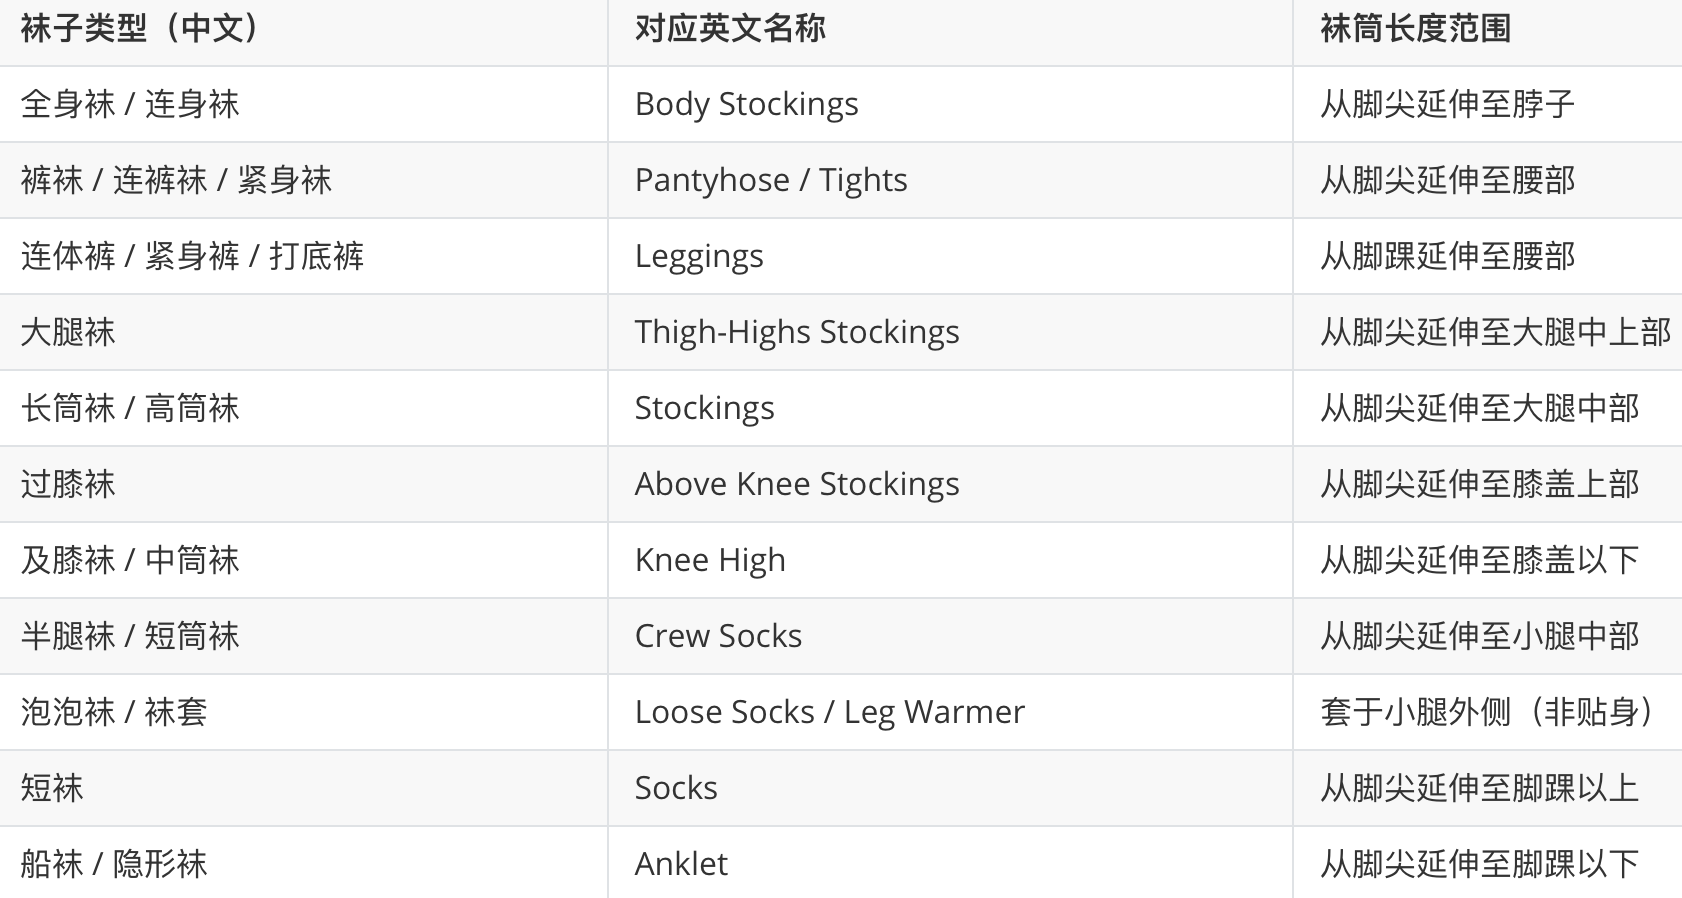 袜子类型（中文） 对应英文名称 袜筒长度范围
全身袜 / 连身袜 Body Stockings 从脚尖延伸至脖子
裤袜 / 连裤袜 / 紧身袜 Pantyhose / Tights 从脚尖延伸至腰部
连体裤 / 紧身裤 / 打底裤 Leggings 从脚踝延伸至腰部
大腿袜 Thigh-Highs Stockings 从脚尖延伸至大腿中上部
长筒袜 / 高筒袜 Stockings 从脚尖延伸至大腿中部
过膝袜 Above Knee Stockings 从脚尖延伸至膝盖上部
及膝袜 / 中筒袜 Knee High 从脚尖延伸至膝盖以下
半腿袜 / 短筒袜 Crew Socks 从脚尖延伸至小腿中部
泡泡袜 / 袜套 Loose Socks / Leg Warmer 套于小腿外侧（非贴身）
短袜 Socks 从脚尖延伸至脚踝以上
船袜 / 隐形袜 Anklet 从脚尖延伸至脚踝以下